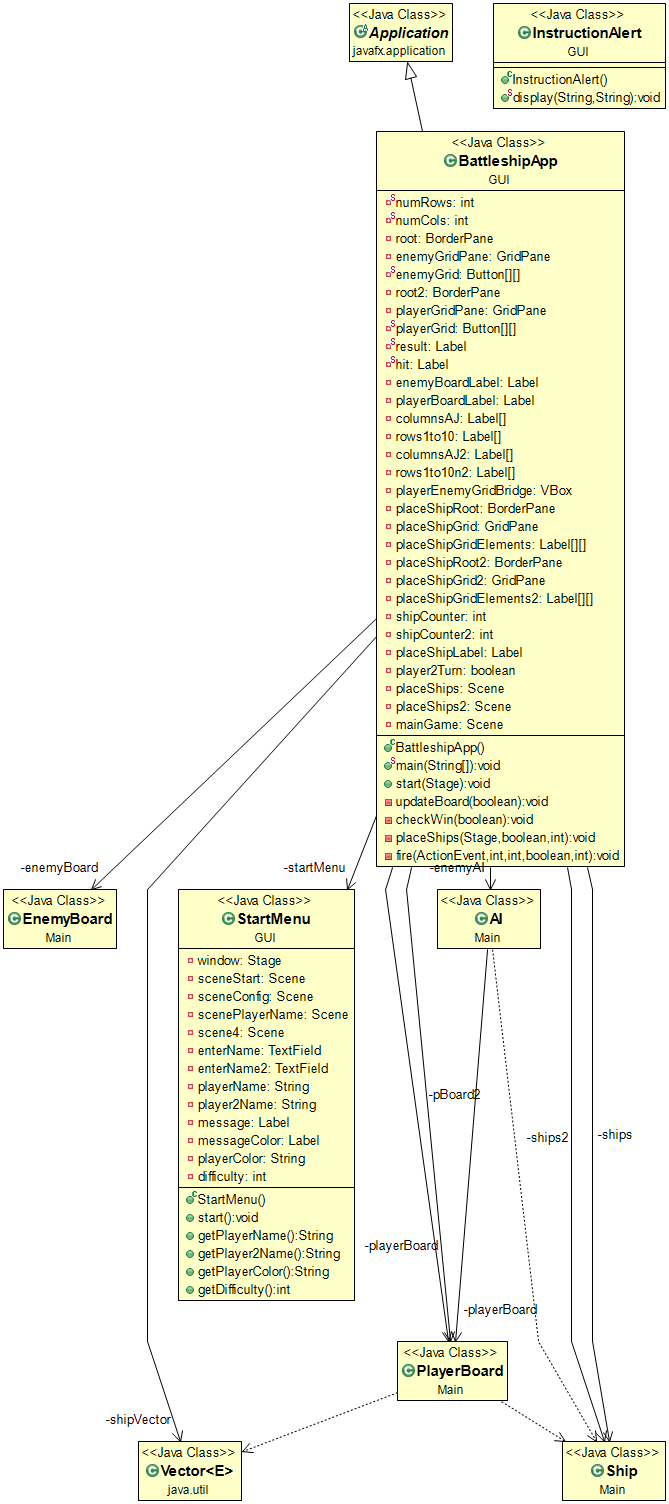 <<Java Class>>
Application
javafx.application
<<Java Class>>
InstructionAlert
GUI
InstructionAlert()
display(String,String):void
<<Java Class>>
BattleshipApp
GUI
numRows: int
numCols: int
root: BorderPane
enemyGridPane: GridPane
enemyGrid: Button[][]
root2: BorderPane
playerGridPane: GridPane
playerGrid: Button[][]
result: Label
hit: Label
enemyBoardLabel: Label
playerBoardLabel: Label
columnsAJ: Label[]
rows1to10: Label[]
columnsAJ2: Label[]
rows1to10n2: Label[]
playerEnemyGridBridge: VBox
placeShipRoot: BorderPane
placeShipGrid: GridPane
placeShipGridElements: Label[][]
placeShipRoot2: BorderPane
placeShipGrid2: GridPane
placeShipGridElements2: Label[][]
shipCounter: int
shipCounter2: int
placeShipLabel: Label
player2Turn: boolean
placeShips: Scene
placeShips2: Scene
mainGame: Scene
BattleshipApp()
main(String[]):void
start(Stage):void
updateBoard(boolean):void
checkWin(boolean):void
placeShips(Stage,boolean,int):void
fire(ActionEvent,int,int,boolean,int):void
-enemyBoard
-startMenu
-enemyAI
<<Java Class>>
EnemyBoard
Main
<<Java Class>>
StartMenu
GUI
window: Stage
sceneStart: Scene
sceneConfig: Scene
scenePlayerName: Scene
scene4: Scene
enterName: TextField
enterName2: TextField
playerName: String
player2Name: String
message: Label
messageColor: Label
playerColor: String
difficulty: int
StartMenu()
start():void
getPlayerName():String
getPlayer2Name():String
getPlayerColor():String
getDifficulty():int
<<Java Class>>
AI
Main
-pBoard2
-ships2
-ships
-playerBoard
-playerBoard
<<Java Class>>
PlayerBoard
Main
-shipVector
<<Java Class>>
Vector<E>
java.util
<<Java Class>>
Ship
Main